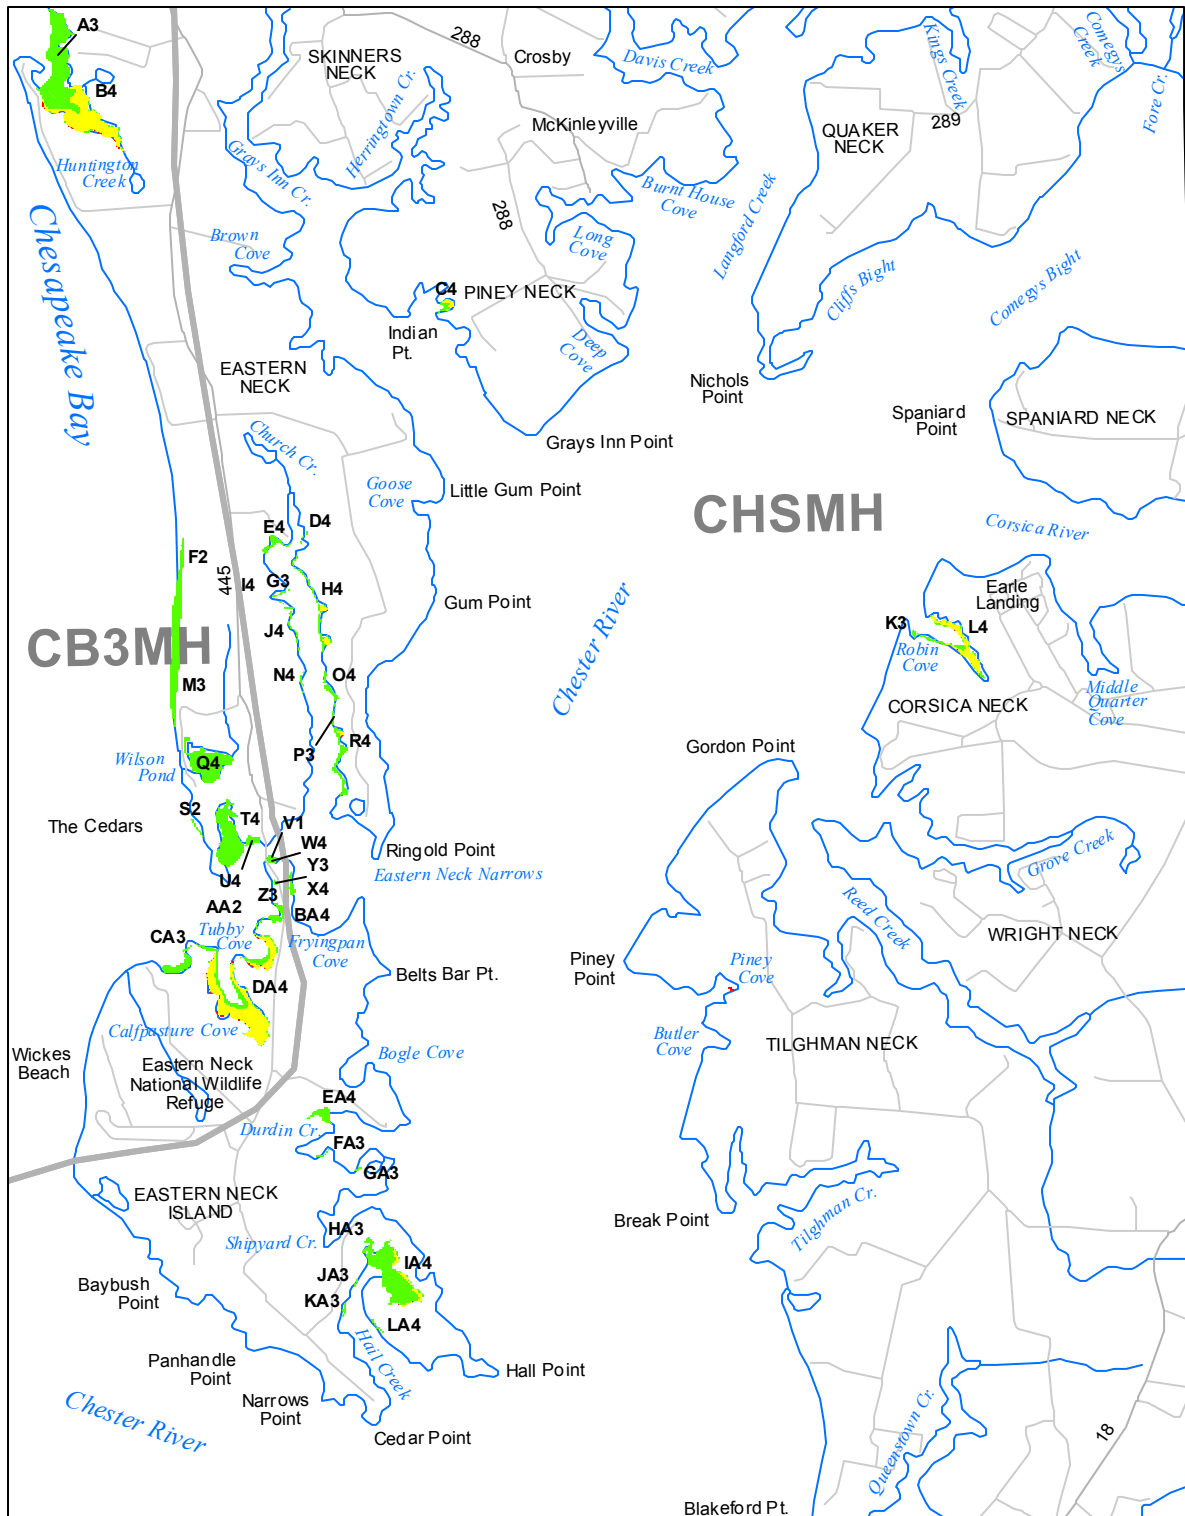 A3
B4
Huntington
Creek
SKINNERS
NECK
288
Crosby
Davis Creek
Kings Creek
Comegys
Creek
Fore Cr.
McKinleyville
QUAKER
NECK
289
Herringtown Cr.
Grays Inn Cr.
Burnt House
Cove
Langford Creek
288
Long
Cove
Brown
Cove
Chesapeake Bay
Cliffs Bight
Comegys Bight
C4
PINEY NECK
Indian
Pt.
Deep
Cove
EASTERN
NECK
Nichols
Point
Spaniard
Point
SPANIARD NECK
Church Cr.
Grays Inn Point
Goose
Cove
Little Gum Point
CHSMH
Corsica River
E4
D4
F2
445
I4
G3
H4
Gum Point
Earle
Landing
J4
K3
L4
Robin
Cove
CB3MH
Chester River
M3
N4
O4
Middle
Quarter
Cove
CORSICA NECK
P3
R4
Wilson
Pond
Q4
Gordon Point
S2
T4
V1
The Cedars
W4
Ringold Point
Y3
U4
Z3
X4
Eastern Neck Narrows
Grove Creek
AA2
BA4
Reed Creek
CA3
Tubby
Cove
Fryingpan
Cove
WRIGHT NECK
Belts Bar Pt.
Piney
Point
Piney
Cove
DA4
Calfpasture Cove
Butler
Cove
TILGHMAN NECK
Wickes
Beach
Bogle Cove
Eastern Neck
National Wildlife
Refuge
EA4
Durdin Cr.
FA3
GA3
EASTERN NECK
ISLAND
Break Point
Tilghman Cr.
Shipyard Cr.
HA3
IA4
JA3
KA3
Baybush
Point
LA4
Hail Creek
Panhandle
Point
Hall Point
Narrows
Point
Chester River
Cedar Point
Queenstown Cr.
18
Blakeford Pt.